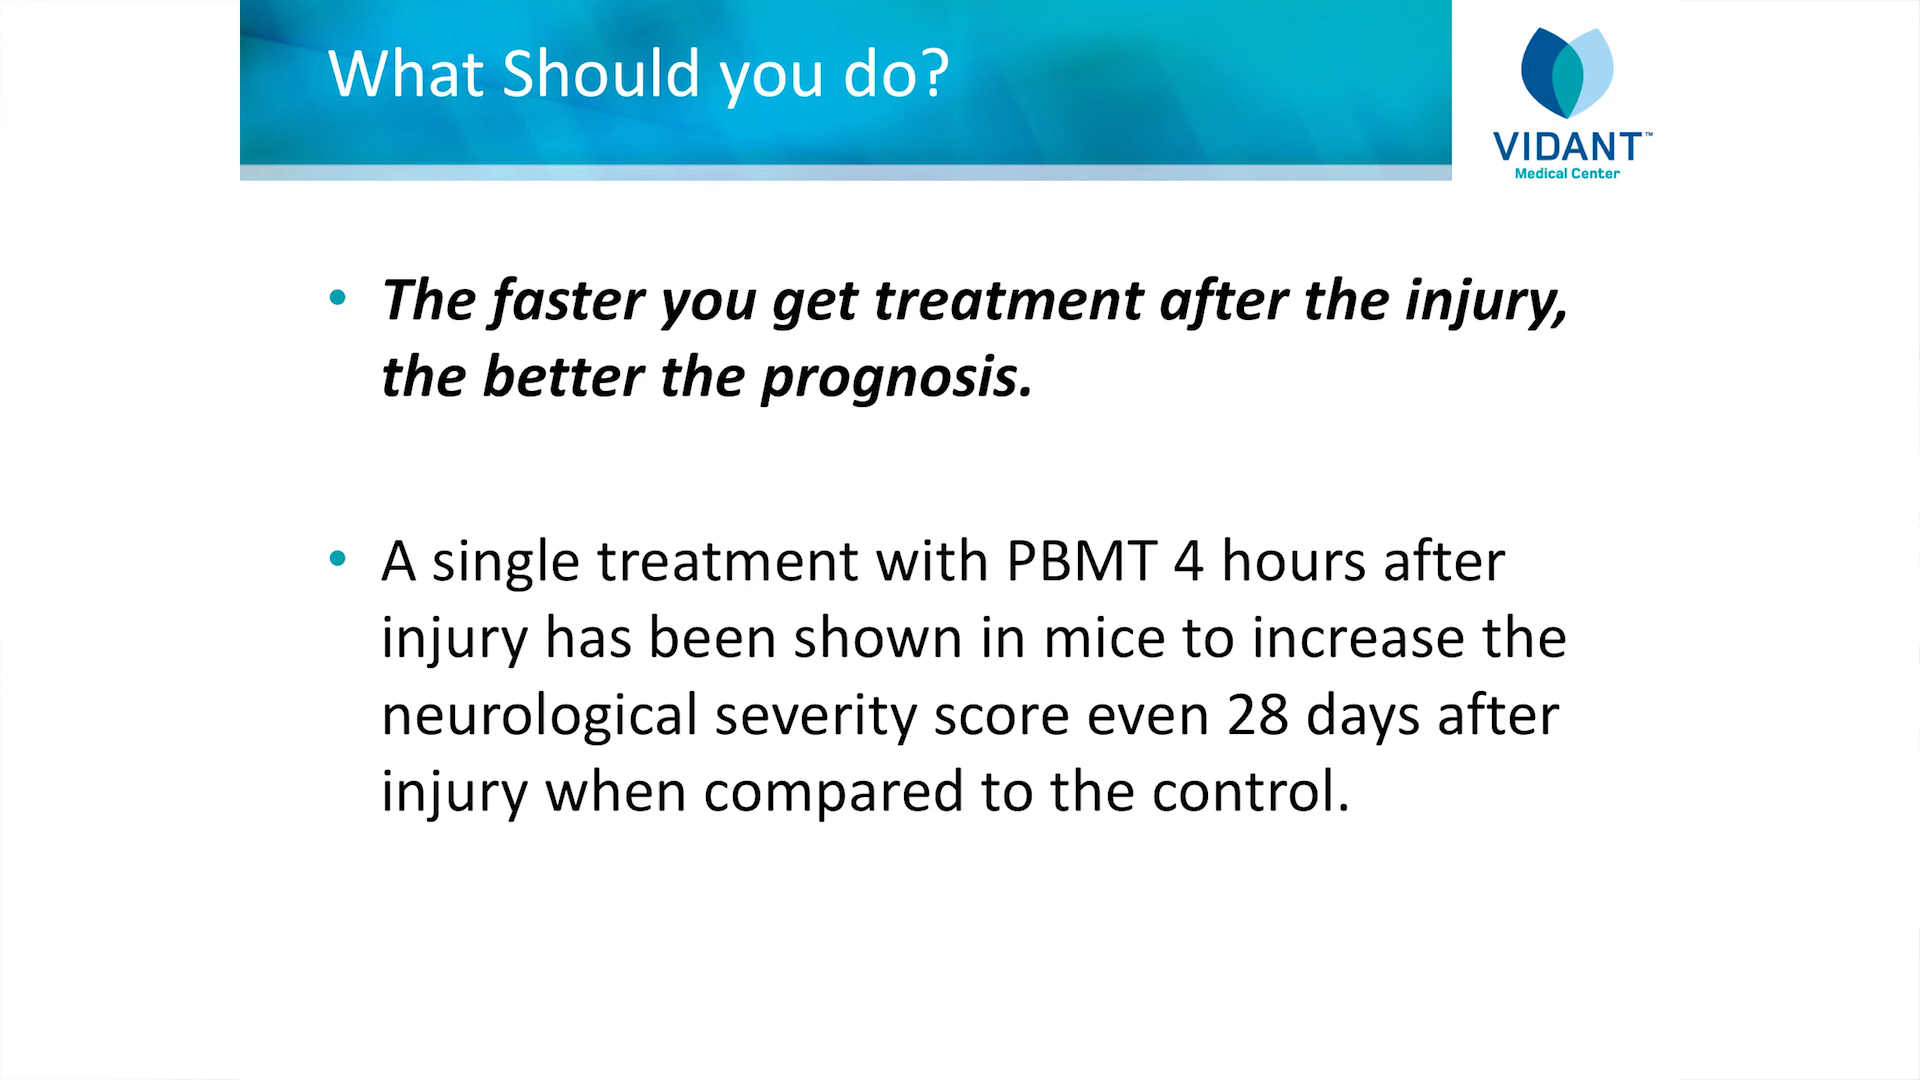 What Should you do?
VIDANT™
Medical Center
• The faster you get treatment after the injury,
the better the prognosis.
• A single treatment with PBMT 4 hours after
injury has been shown in mice to increase the
neurological severity score even 28 days after
injury when compared to the control.